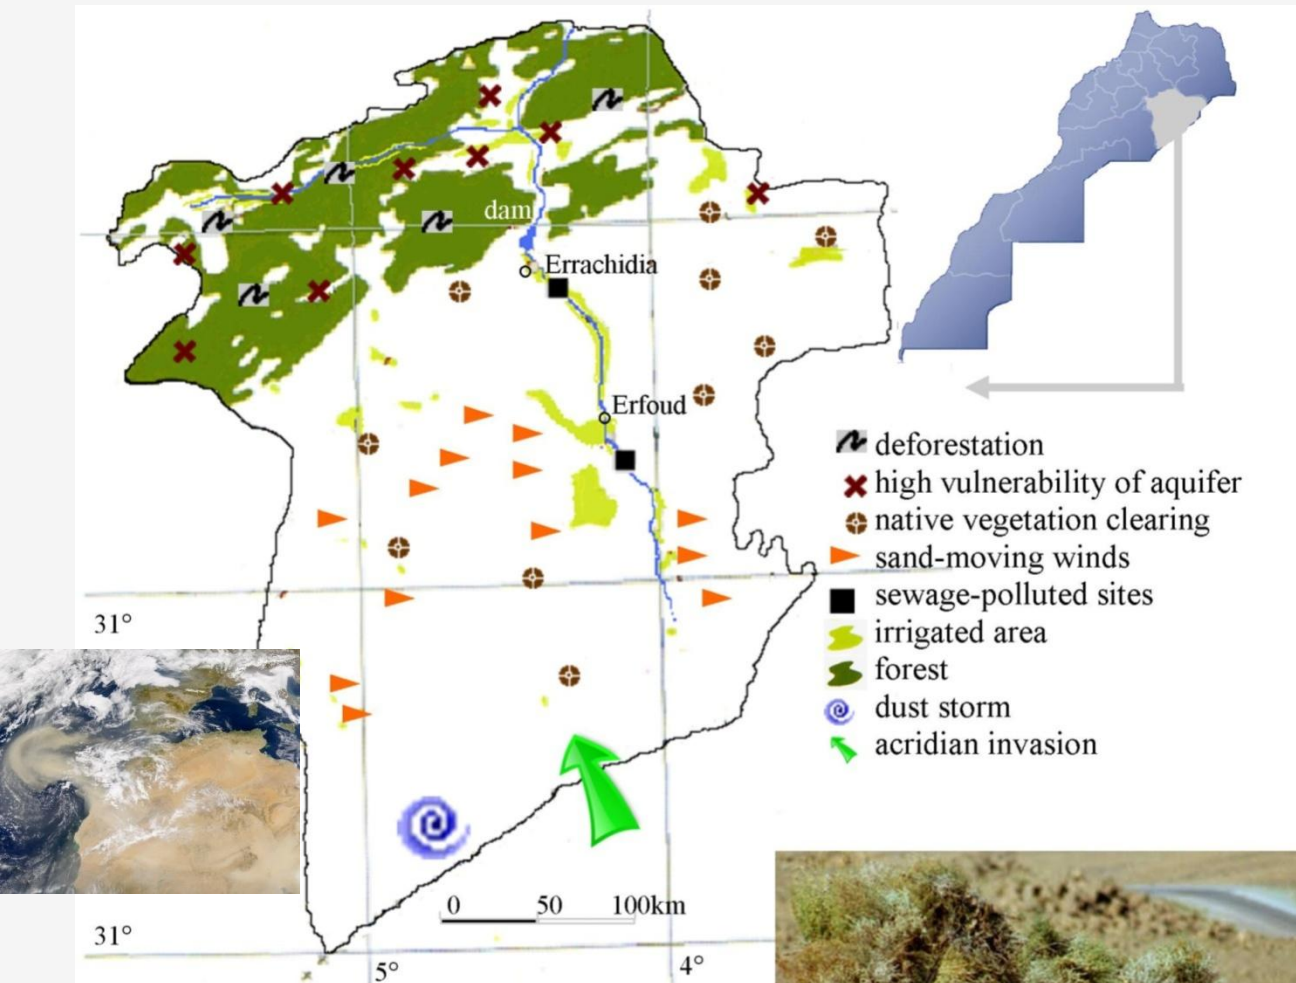 dam
Errachidia
Erfoud
deforestation
high vulnerability of aquifer
native vegetation clearing
sand-moving winds
sewage-polluted sites
irrigated area
forest
dust storm
acridian invasion
31°
0 50 100km
31°
5° 4°